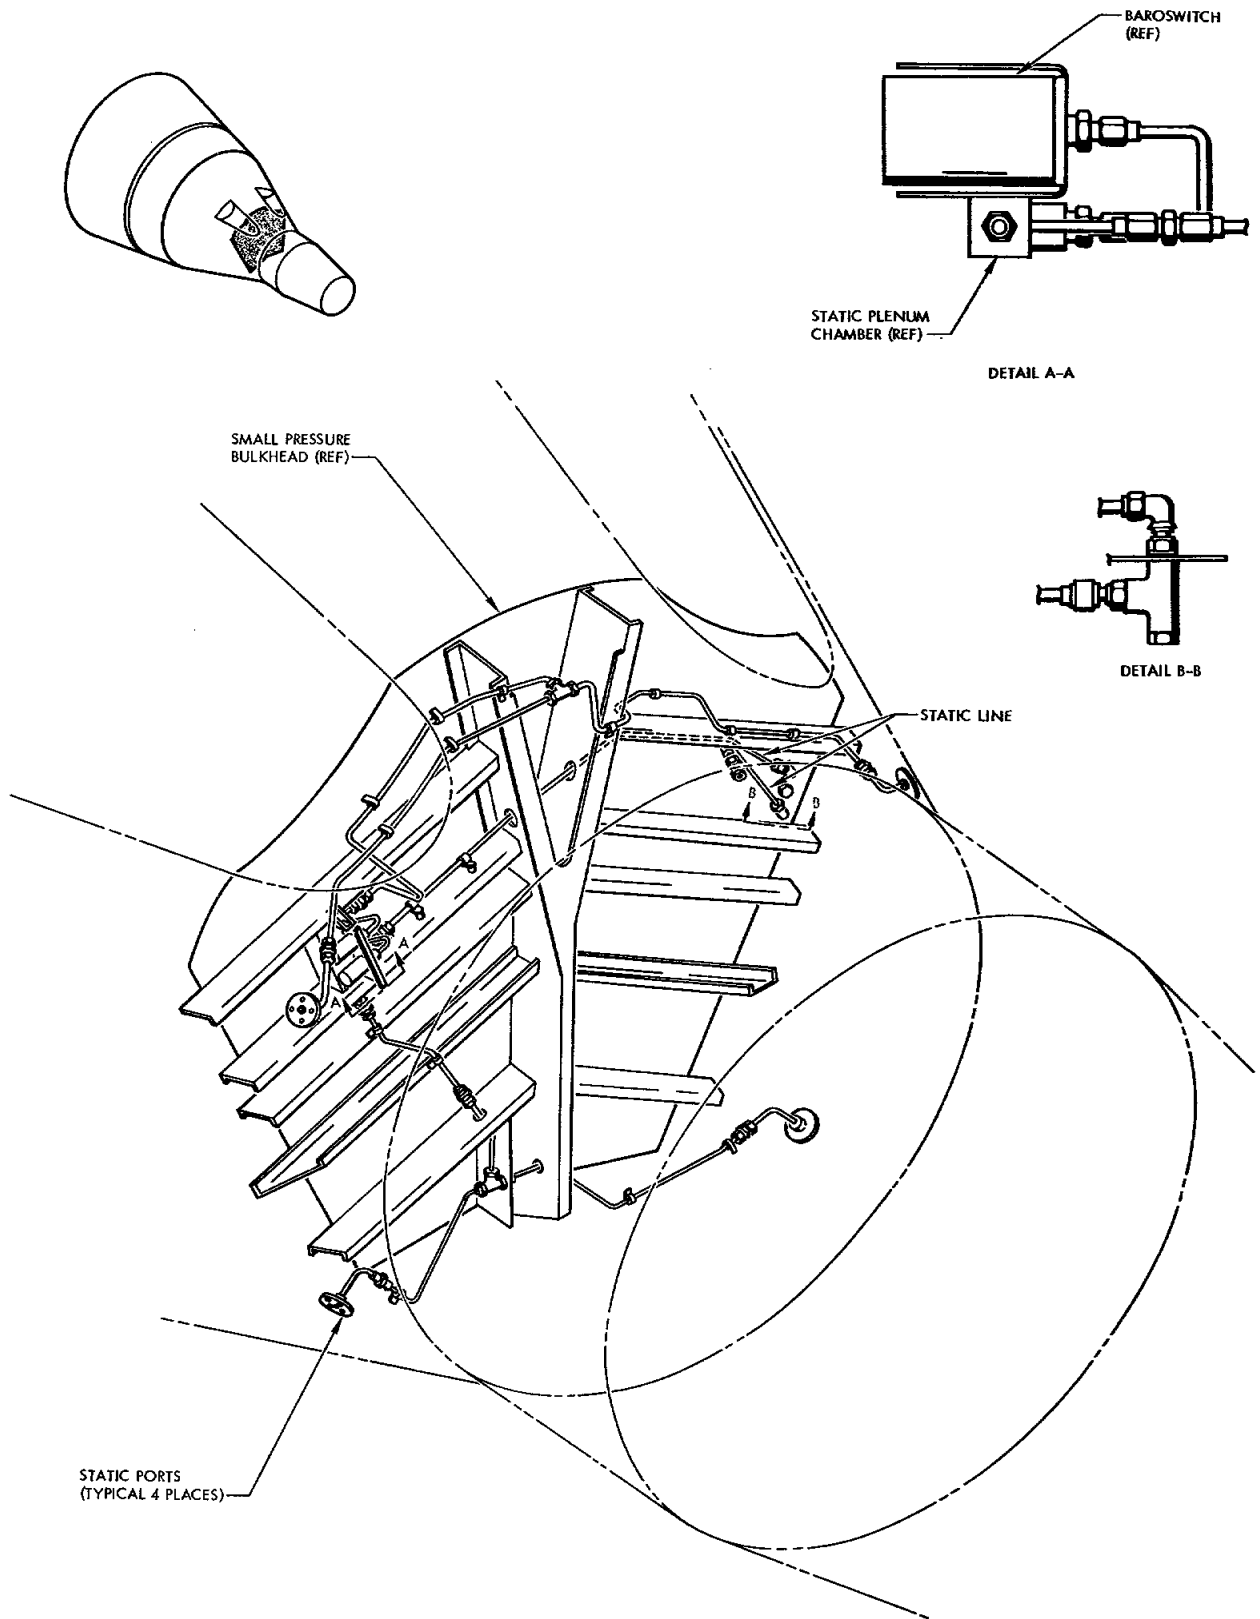 BAROSWITCH
(REF)
STATIC PLENUM
CHAMBER (REF)
DETAIL A-A
SMALL PRESSURE
BULKHEAD (REF)
DETAIL B-B
STATIC LINE
B
B
A
A
STATIC PORTS
(TYPICAL 4 PLACES)